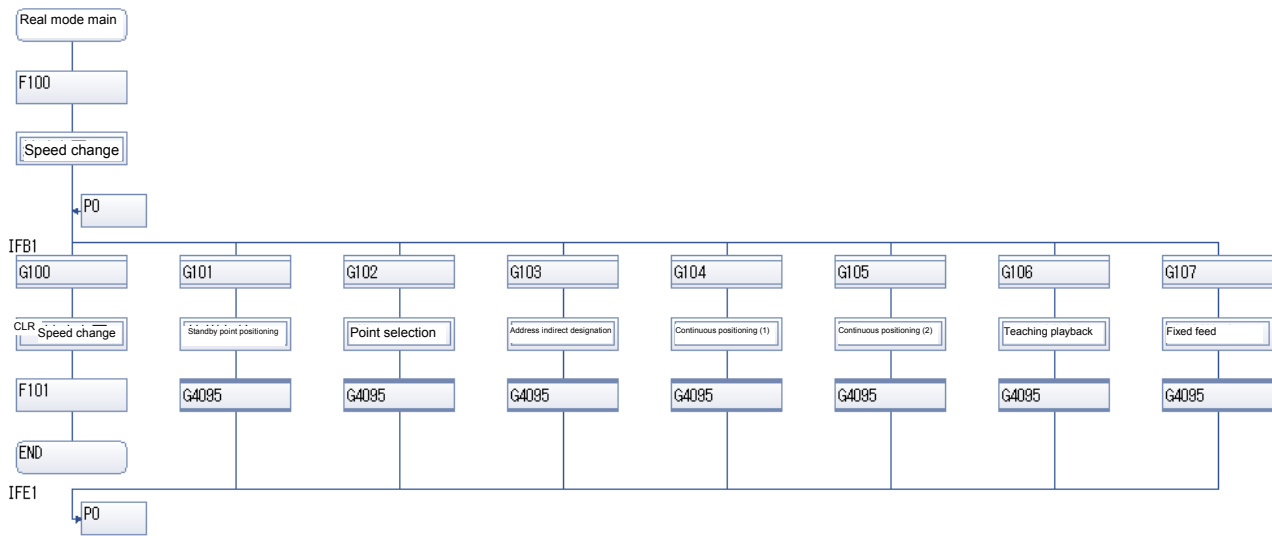 Real mode main
F100
Speed change
P0
IFB1
G100 G101 G102 G103 G104 G105 G106 G107
CLR Speed change Standby point positioning Point selection Address indirect designation Continuous positioning (1) Continuous positioning (2) Teaching playback Fixed feed
F101 G4095 G4095 G4095 G4095 G4095 G4095 G4095
END
IFE1
P0